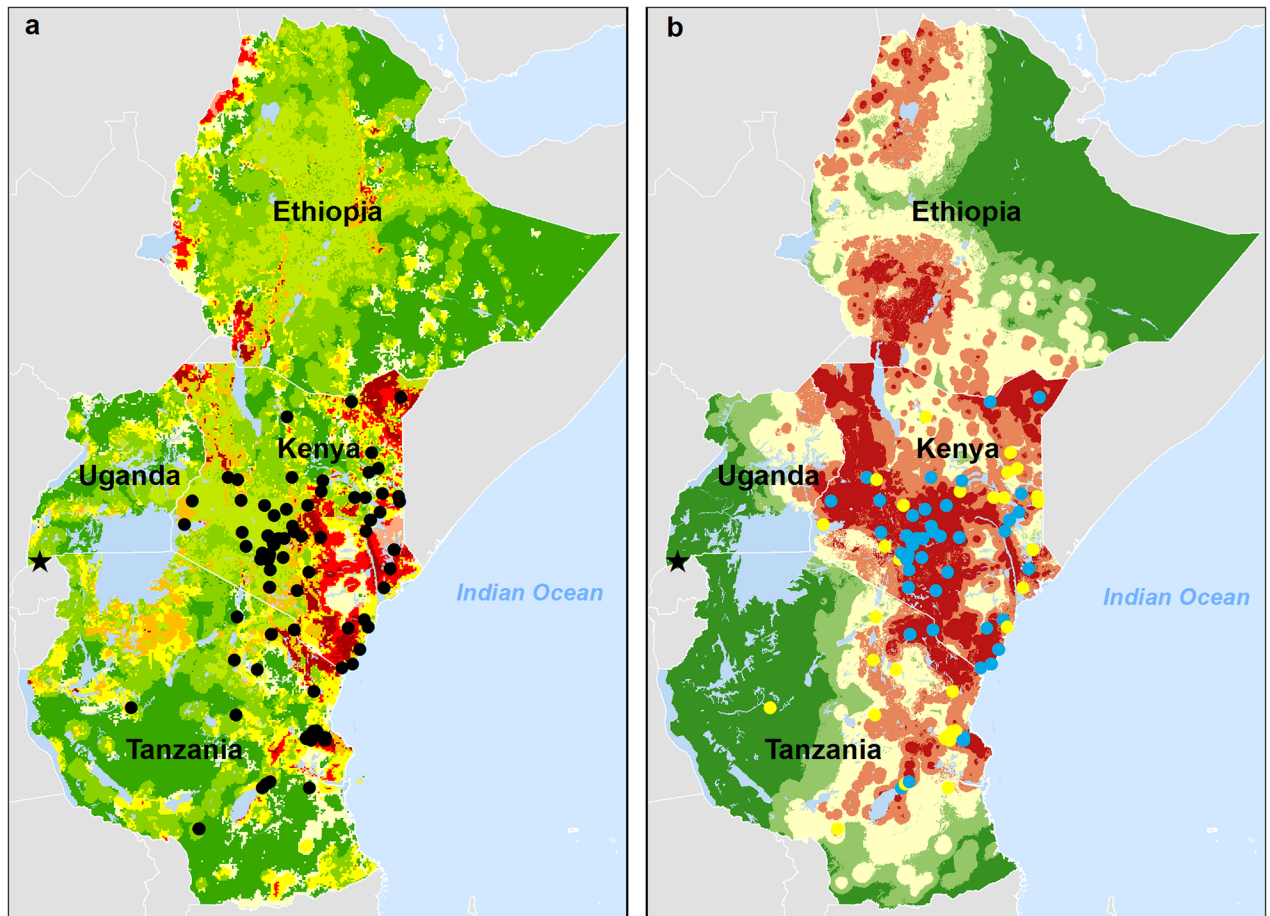 a
Ethiopia
Kenya
Uganda
Indian Ocean
Tanzania
b
Ethiopia
Kenya
Uganda
Indian Ocean
Tanzania